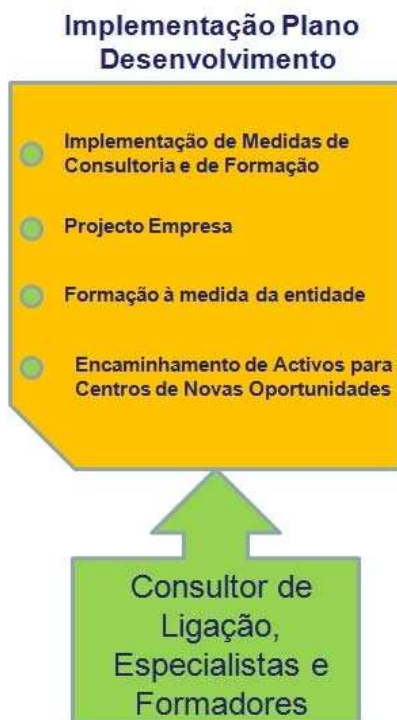 Implementação Plano
Desenvolvimento
Implementação de Medidas de
Consultoria e de Formação
Projecto Empresa
Formação à medida da entidade
Encaminhamento de Activos para
Centros de Novas Oportunidades
Consultor de
Ligação,
Especialistas e
Formadores